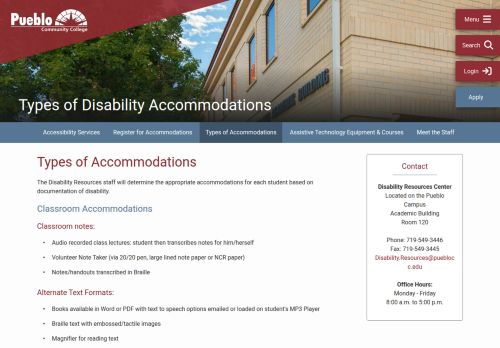 Pueblo
Community College
Menu
Search
Login
Apply
BUILDING
Types of Disability Accommodations
Accessibility Services
Register for Accommodations
Types of Accommodations
Assistive Technology Equipment & Courses
Meet the Staff
Types of Accommodations
The Disability Resources staff will determine the appropriate accommodations for each student based on
documentation of disability.
Classroom Accommodations
Classroom notes:
• Audio recorded class lectures: student then transcribes notes for him/herself
• Volunteer Note Taker (via 20/20 pen, large lined note paper or NCR paper)
• Notes/handouts transcribed in Braille
Alternate Text Formats:
• Books available in Word or PDF with text to speech options emailed or loaded on student's MP3 Player
• Braille text with embossed/tactile images
• Magnifier for reading text
Contact
Disability Resources Center
Located on the Pueblo
Campus
Academic Building
Room 120
Phone: 719-549-3446
Fax: 719-549-3445
Disability.Resources@puebloc
c.edu
Office Hours:
Monday - Friday
8:00 a.m. to 5:00 p.m.